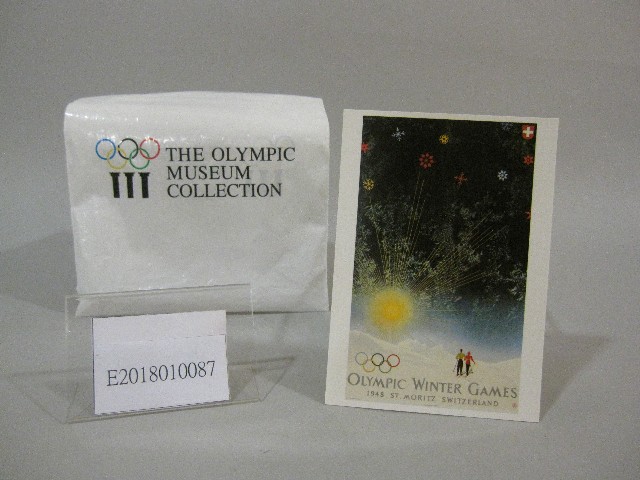 THE OLYMPIC
MUSEUM
COLLECTION
E2018010087
OLYMPIC WINTER GAMES
1948 ST. MORITZ SWITZERLAND